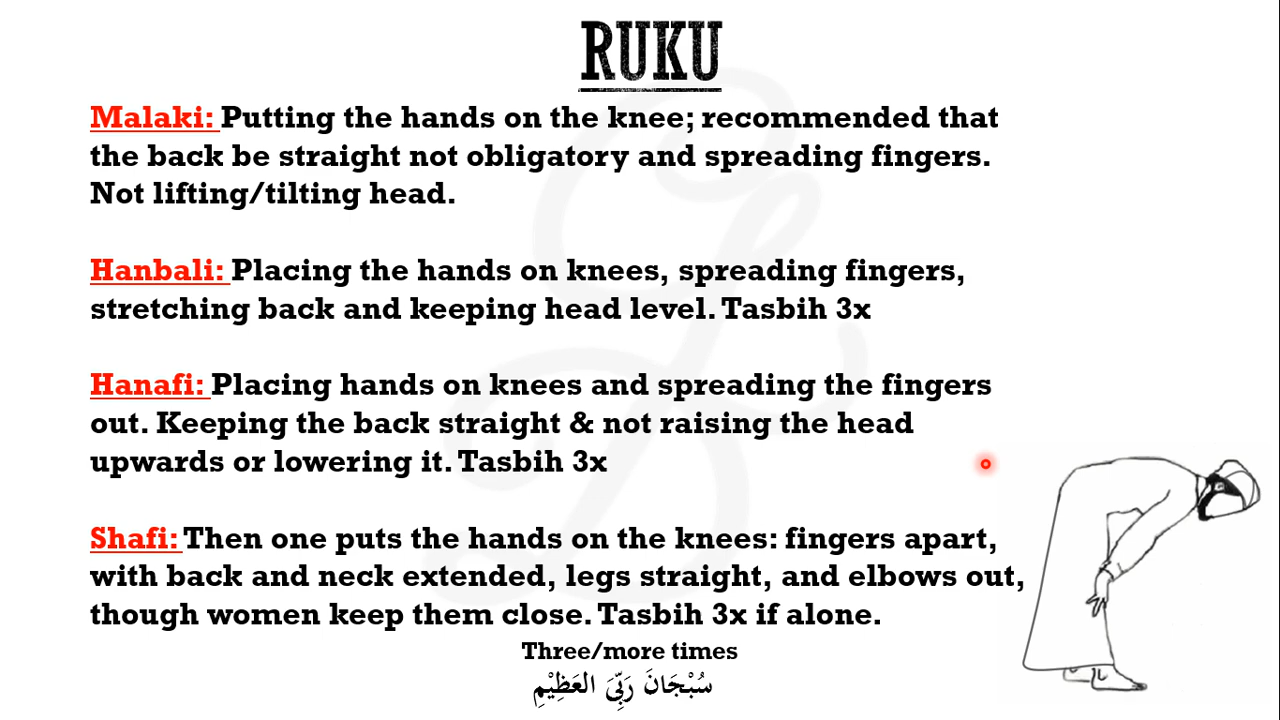 RUKU
Malaki: Putting the hands on the knee; recommended that
the back be straight not obligatory and spreading fingers.
Not lifting/tilting head.
Hanbali: Placing the hands on knees, spreading fingers,
stretching back and keeping head level. Tasbih 3x
Hanafi: Placing hands on knees and spreading the fingers
out. Keeping the back straight & not raising the head
upwards or lowering it. Tasbih 3x
Shafi: Then one puts the hands on the knees: fingers apart,
with back and neck extended, legs straight, and elbows out,
though women keep them close. Tasbih 3x if alone.
Three/more times
سُبْجَانَ رَبِّيَ العَظِيْمِ